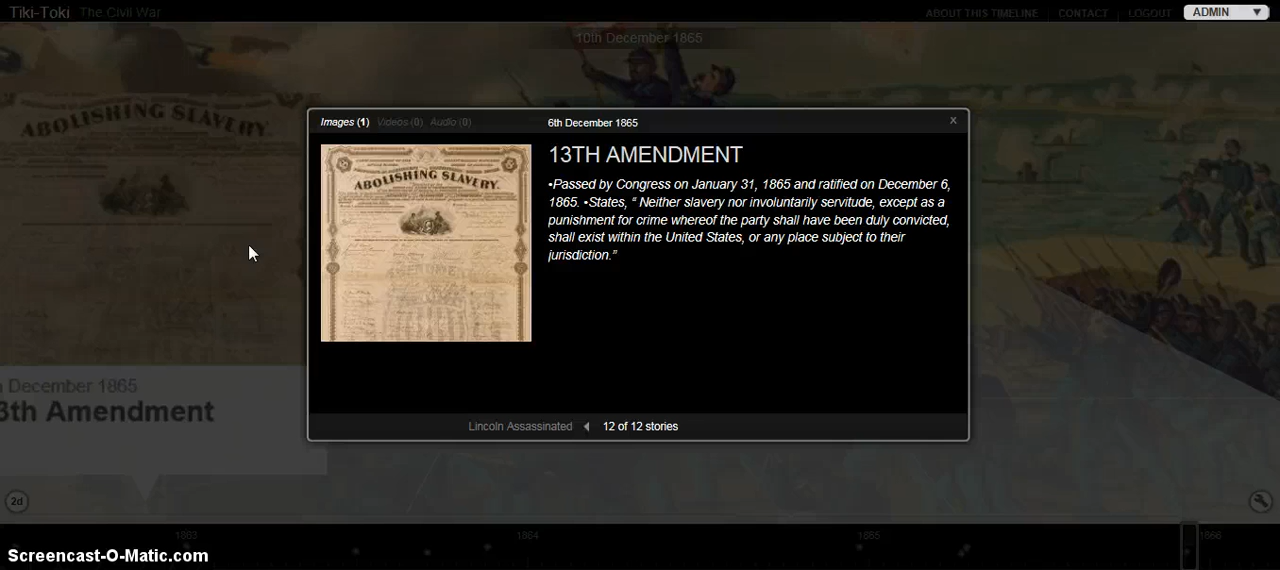 Tiki-Toki The Civil War ABOUT THIS TIMELINE CONTACT LOGOUT ADMIN
10th December 1865
Images (1) Videos (0) Audio (0) 6th December 1865 x
13TH AMENDMENT
•Passed by Congress on January 31, 1865 and ratified on December 6,
1865. •States, “ Neither slavery nor involuntarily servitude, except as a
punishment for crime whereof the party shall have been duly convicted,
shall exist within the United States, or any place subject to their
jurisdiction.”
ABOLISHING SLAVERY.
ABOLISHING SLAVERY.
December 1865
3th Amendment
Lincoln Assassinated 12 of 12 stories
2d
1863 1864 1865 1866
Screencast-O-Matic.com